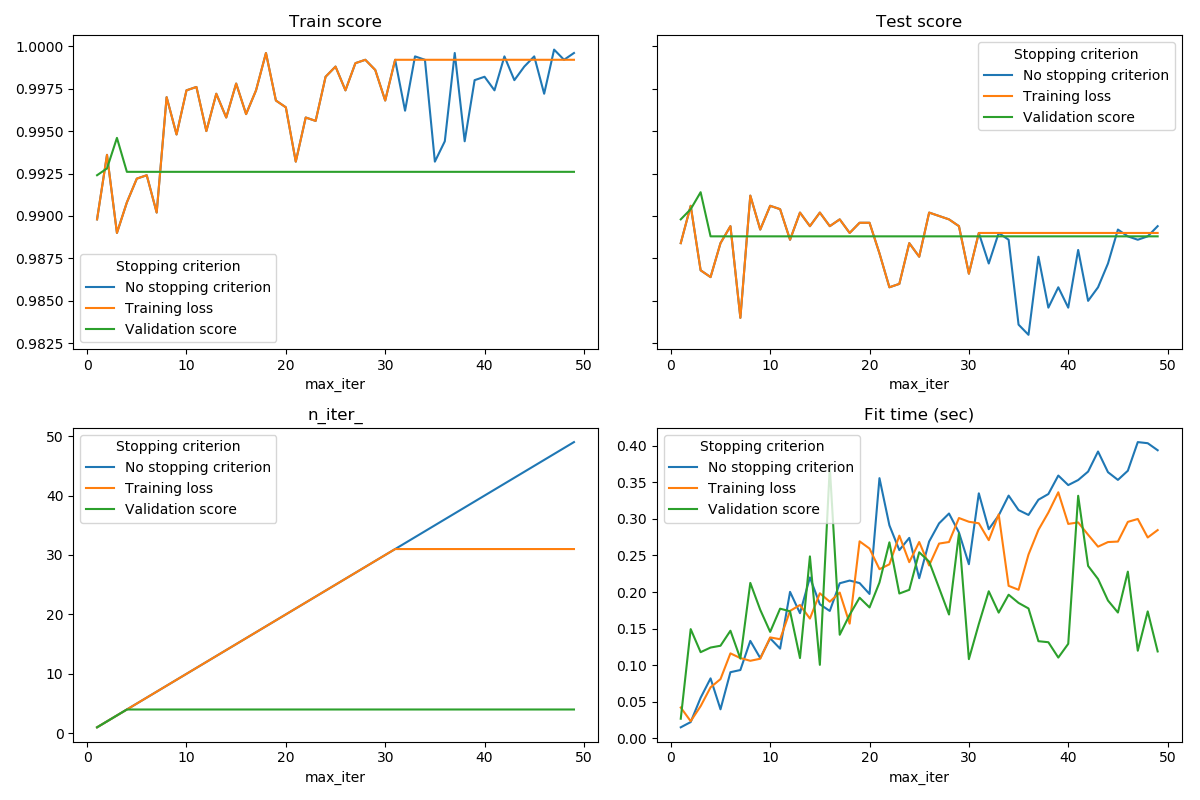 Train score
1.0000
0.9975
0.9950
0.9925
0.9900
0.9875
0.9850
0.9825
Stopping criterion
No stopping criterion
Training loss
Validation score
0 10 20 30 40 50
max_iter
Test score
Stopping criterion
No stopping criterion
Training loss
Validation score
0 10 20 30 40 50
max_iter
n_iter_
50
40
30
20
10
0
Stopping criterion
No stopping criterion
Training loss
Validation score
0 10 20 30 40 50
max_iter
Fit time (sec)
0.40
0.35
0.30
0.25
0.20
0.15
0.10
0.05
0.00
Stopping criterion
No stopping criterion
Training loss
Validation score
0 10 20 30 40 50
max_iter